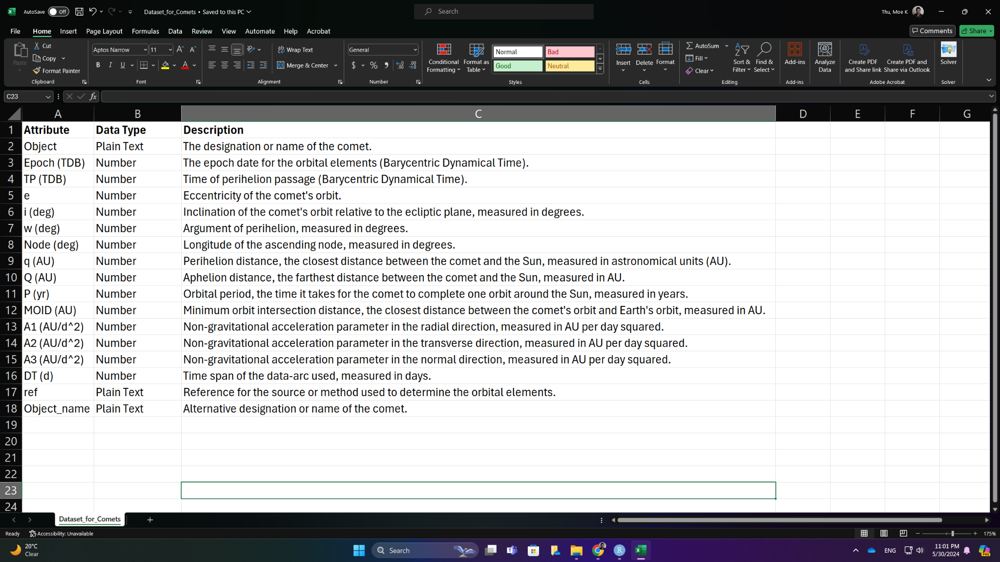 AutoSave Off Dataset_for_Comets • Saved to this PC Search Thu, Moe K
File Home Insert Page Layout Formulas Data Review View Automate Help Acrobat Comments Share
Paste Cut Copy Format Painter Clipboard
Aptos Narrow 11 B I U Font
ab Wrap Text Merge & Center Alignment
General $ % Number
Conditional Formatting Format as Table Normal Bad Good Neutral Styles
Insert Delete Format Cells
AutoSum Fill Clear Sort & Filter Find & Select Editing
Add-ins Add-ins
Analyze Data
Create PDF and Share link Create PDF and Share via Outlook Adobe Acrobat
Solver Solver
C23 fx
A B C D E F G
1 Attribute Data Type Description
2 Object Plain Text The designation or name of the comet.
3 Epoch (TDB) Number The epoch date for the orbital elements (Barycentric Dynamical Time).
4 TP (TDB) Number Time of perihelion passage (Barycentric Dynamical Time).
5 e Number Eccentricity of the comet's orbit.
6 i (deg) Number Inclination of the comet's orbit relative to the ecliptic plane, measured in degrees.
7 w (deg) Number Argument of perihelion, measured in degrees.
8 Node (deg) Number Longitude of the ascending node, measured in degrees.
9 q (AU) Number Perihelion distance, the closest distance between the comet and the Sun, measured in astronomical units (AU).
10 Q (AU) Number Aphelion distance, the farthest distance between the comet and the Sun, measured in AU.
11 P (yr) Number Orbital period, the time it takes for the comet to complete one orbit around the Sun, measured in years.
12 MOID (AU) Number Minimum orbit intersection distance, the closest distance between the comet's orbit and Earth's orbit, measured in AU.
13 A1 (AU/d^2) Number Non-gravitational acceleration parameter in the radial direction, measured in AU per day squared.
14 A2 (AU/d^2) Number Non-gravitational acceleration parameter in the transverse direction, measured in AU per day squared.
15 A3 (AU/d^2) Number Non-gravitational acceleration parameter in the normal direction, measured in AU per day squared.
16 DT (d) Number Time span of the data-arc used, measured in days.
17 ref Plain Text Reference for the source or method used to determine the orbital elements.
18 Object_name Plain Text Alternative designation or name of the comet.
19
20
21
22
23
24
Dataset_for_Comets +
Ready Accessibility: Unavailable 175%
20°C
Clear
Search
ENG 11:01 PM
5/30/2024